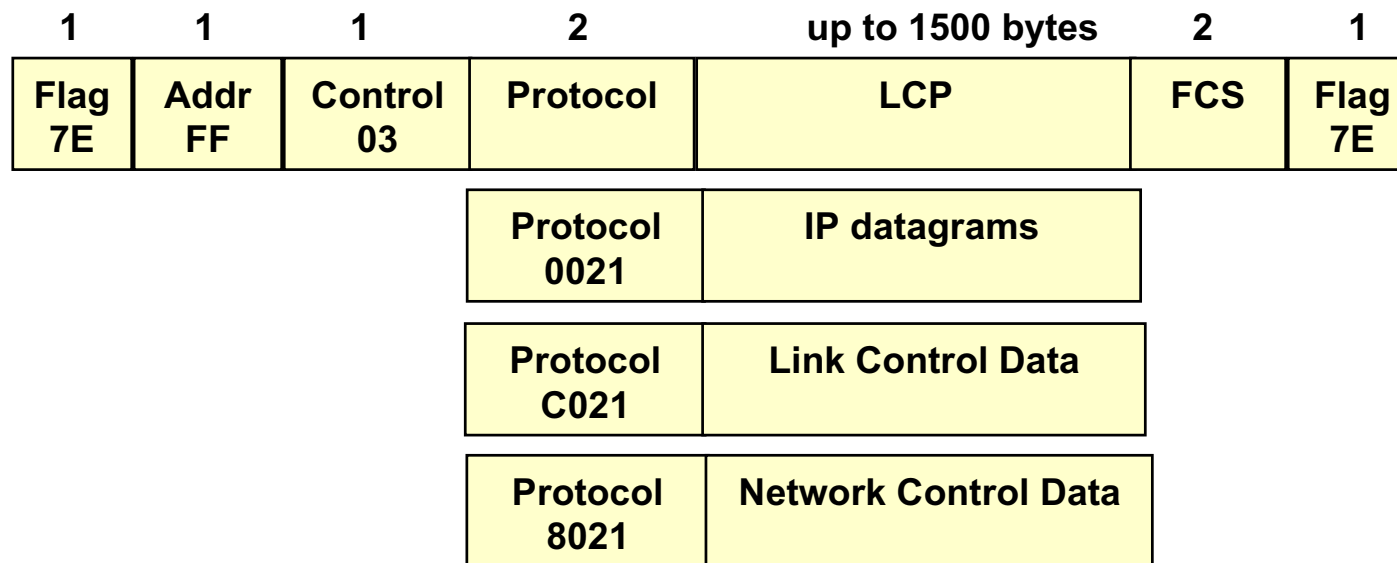 1 1 1 2 up to 1500 bytes 2 1
Flag Addr Control Protocol LCP FCS Flag
7E FF 03 7E
Protocol IP datagrams
0021
Protocol Link Control Data
C021
Protocol Network Control Data
8021